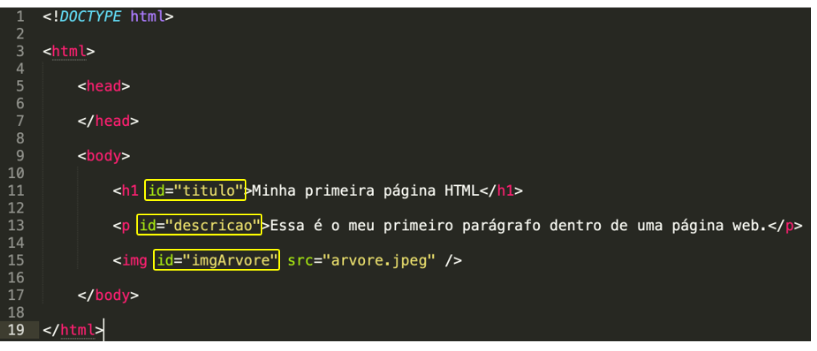 1 <!DOCTYPE html>
2
3 <html>
4
5 <head>
6
7 </head>
8
9 <body>
10
11 <h1 id="titulo">Minha primeira página HTML</h1>
12
13 <p id="descricao">Essa é o meu primeiro parágrafo dentro de uma página web.</p>
14
15 <img id="imgArvore" src="arvore.jpeg" />
16
17 </body>
18
19 </html>